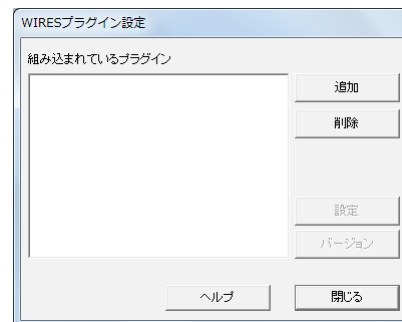 WIRESプラグイン設定
組み込まれているプラグイン
追加
削除
設定
バージョン
ヘルプ
閉じる